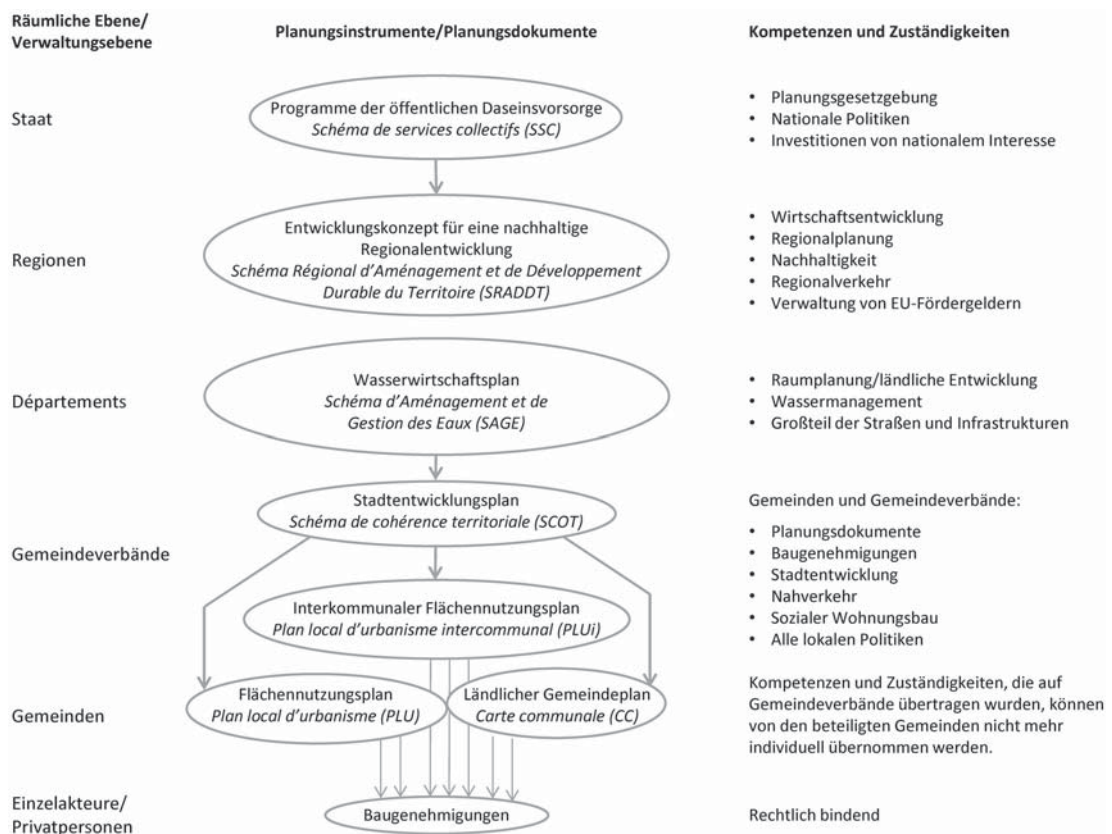 Räumliche Ebene/
Verwaltungsebene
Planungsinstrumente/Planungsdokumente
Kompetenzen und Zuständigkeiten
Staat
Programme der öffentlichen Daseinsvorsorge
Schéma de services collectifs (SSC)
• Planungsgesetzgebung
• Nationale Politiken
• Investitionen von nationalem Interesse
Regionen
Entwicklungskonzept für eine nachhaltige
Regionalentwicklung
Schéma Régional d'Aménagement et de Développement
Durable du Territoire (SRADDT)
• Wirtschaftsentwicklung
• Regionalplanung
• Nachhaltigkeit
• Regionalverkehr
• Verwaltung von EU-Fördergeldern
Départements
Wasserwirtschaftsplan
Schéma d'Aménagement et de
Gestion des Eaux (SAGE)
• Raumplanung/ländliche Entwicklung
• Wassermanagement
• Großteil der Straßen und Infrastrukturen
Gemeindeverbände
Stadtentwicklungsplan
Schéma de cohérence territoriale (SCOT)
Interkommunaler Flächennutzungsplan
Plan local d'urbanisme intercommunal (PLUi)
Gemeinden und Gemeindeverbände:
• Planungsdokumente
• Baugenehmigungen
• Stadtentwicklung
• Nahverkehr
• Sozialer Wohnungsbau
• Alle lokalen Politiken
Gemeinden
Flächennutzungsplan
Plan local d'urbanisme (PLU)
Ländlicher Gemeindeplan
Carte communale (CC)
Kompetenzen und Zuständigkeiten, die auf
Gemeindeverbände übertragen wurden, können
von den beteiligten Gemeinden nicht mehr
individuell übernommen werden.
Einzelakteure/
Privatpersonen
Baugenehmigungen
Rechtlich bindend